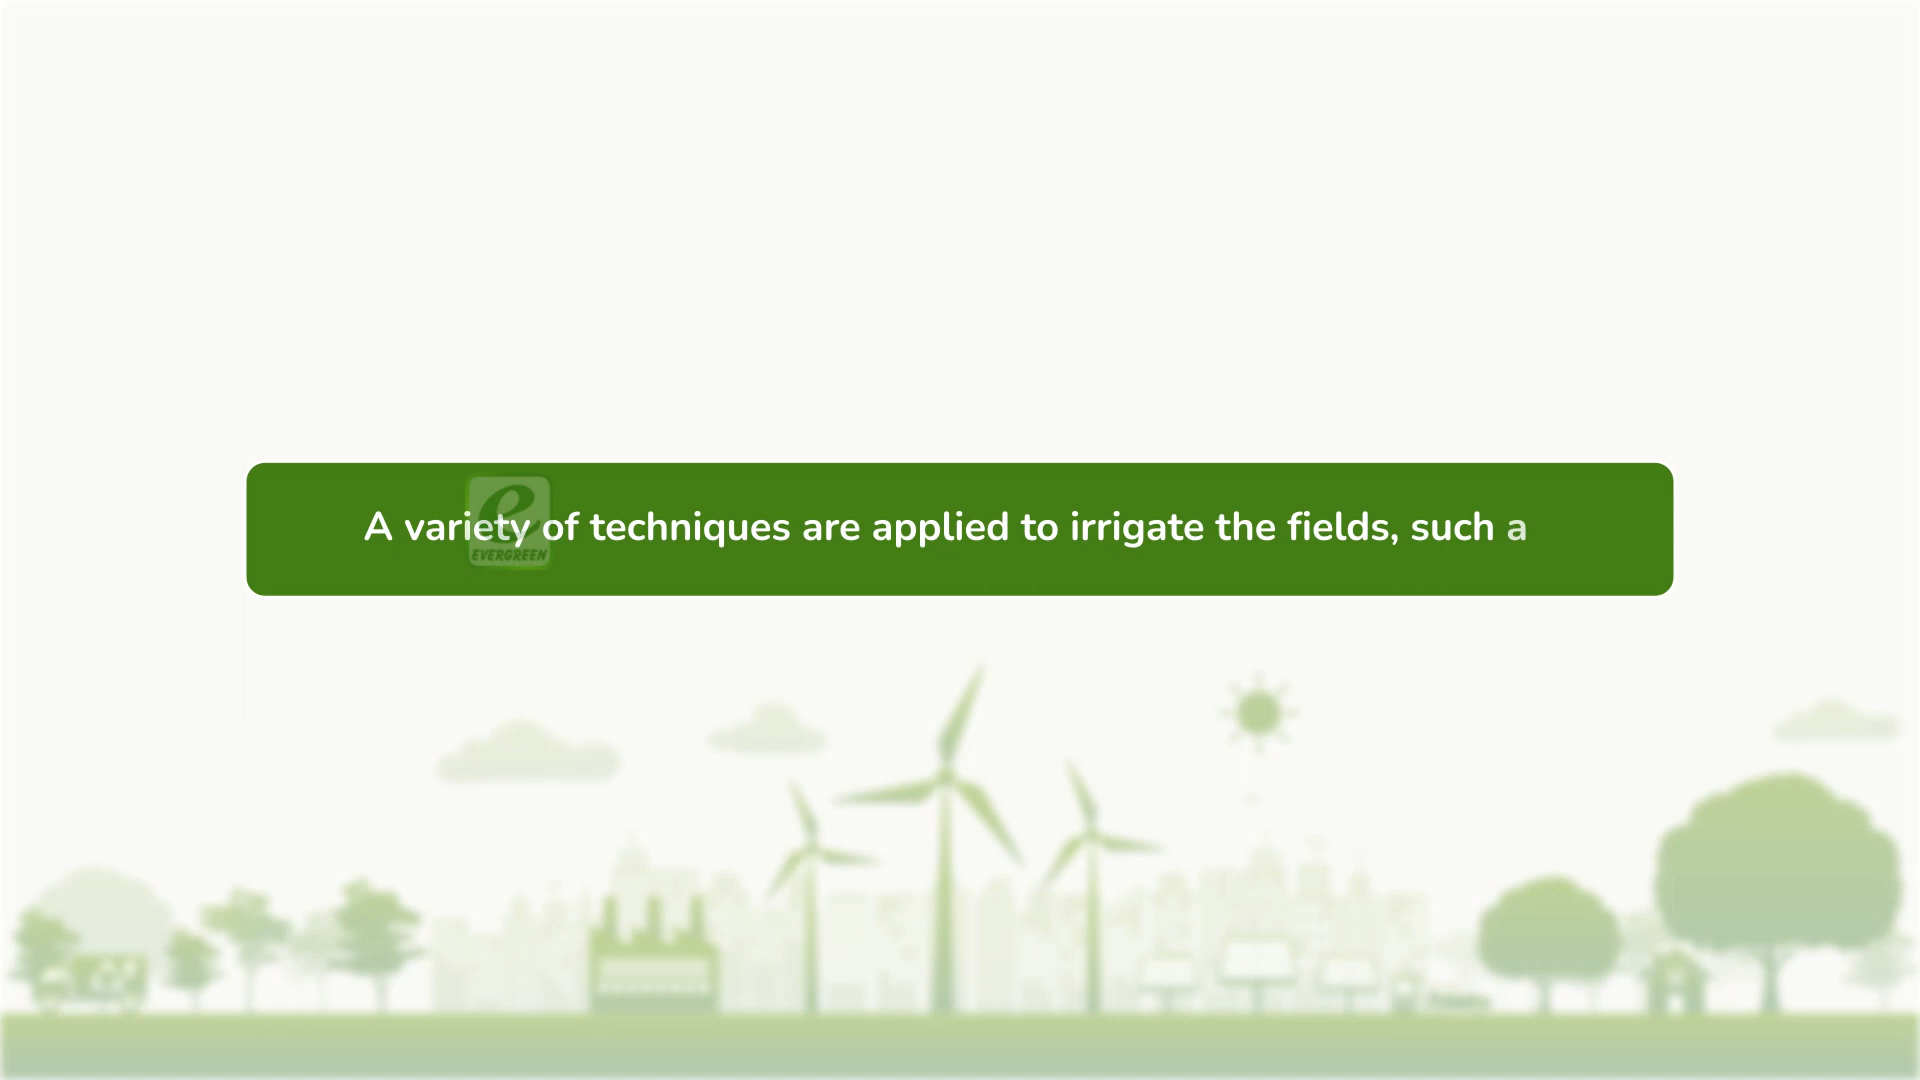 A variety of techniques are applied to irrigate the fields, such a
e
EVERGREEN